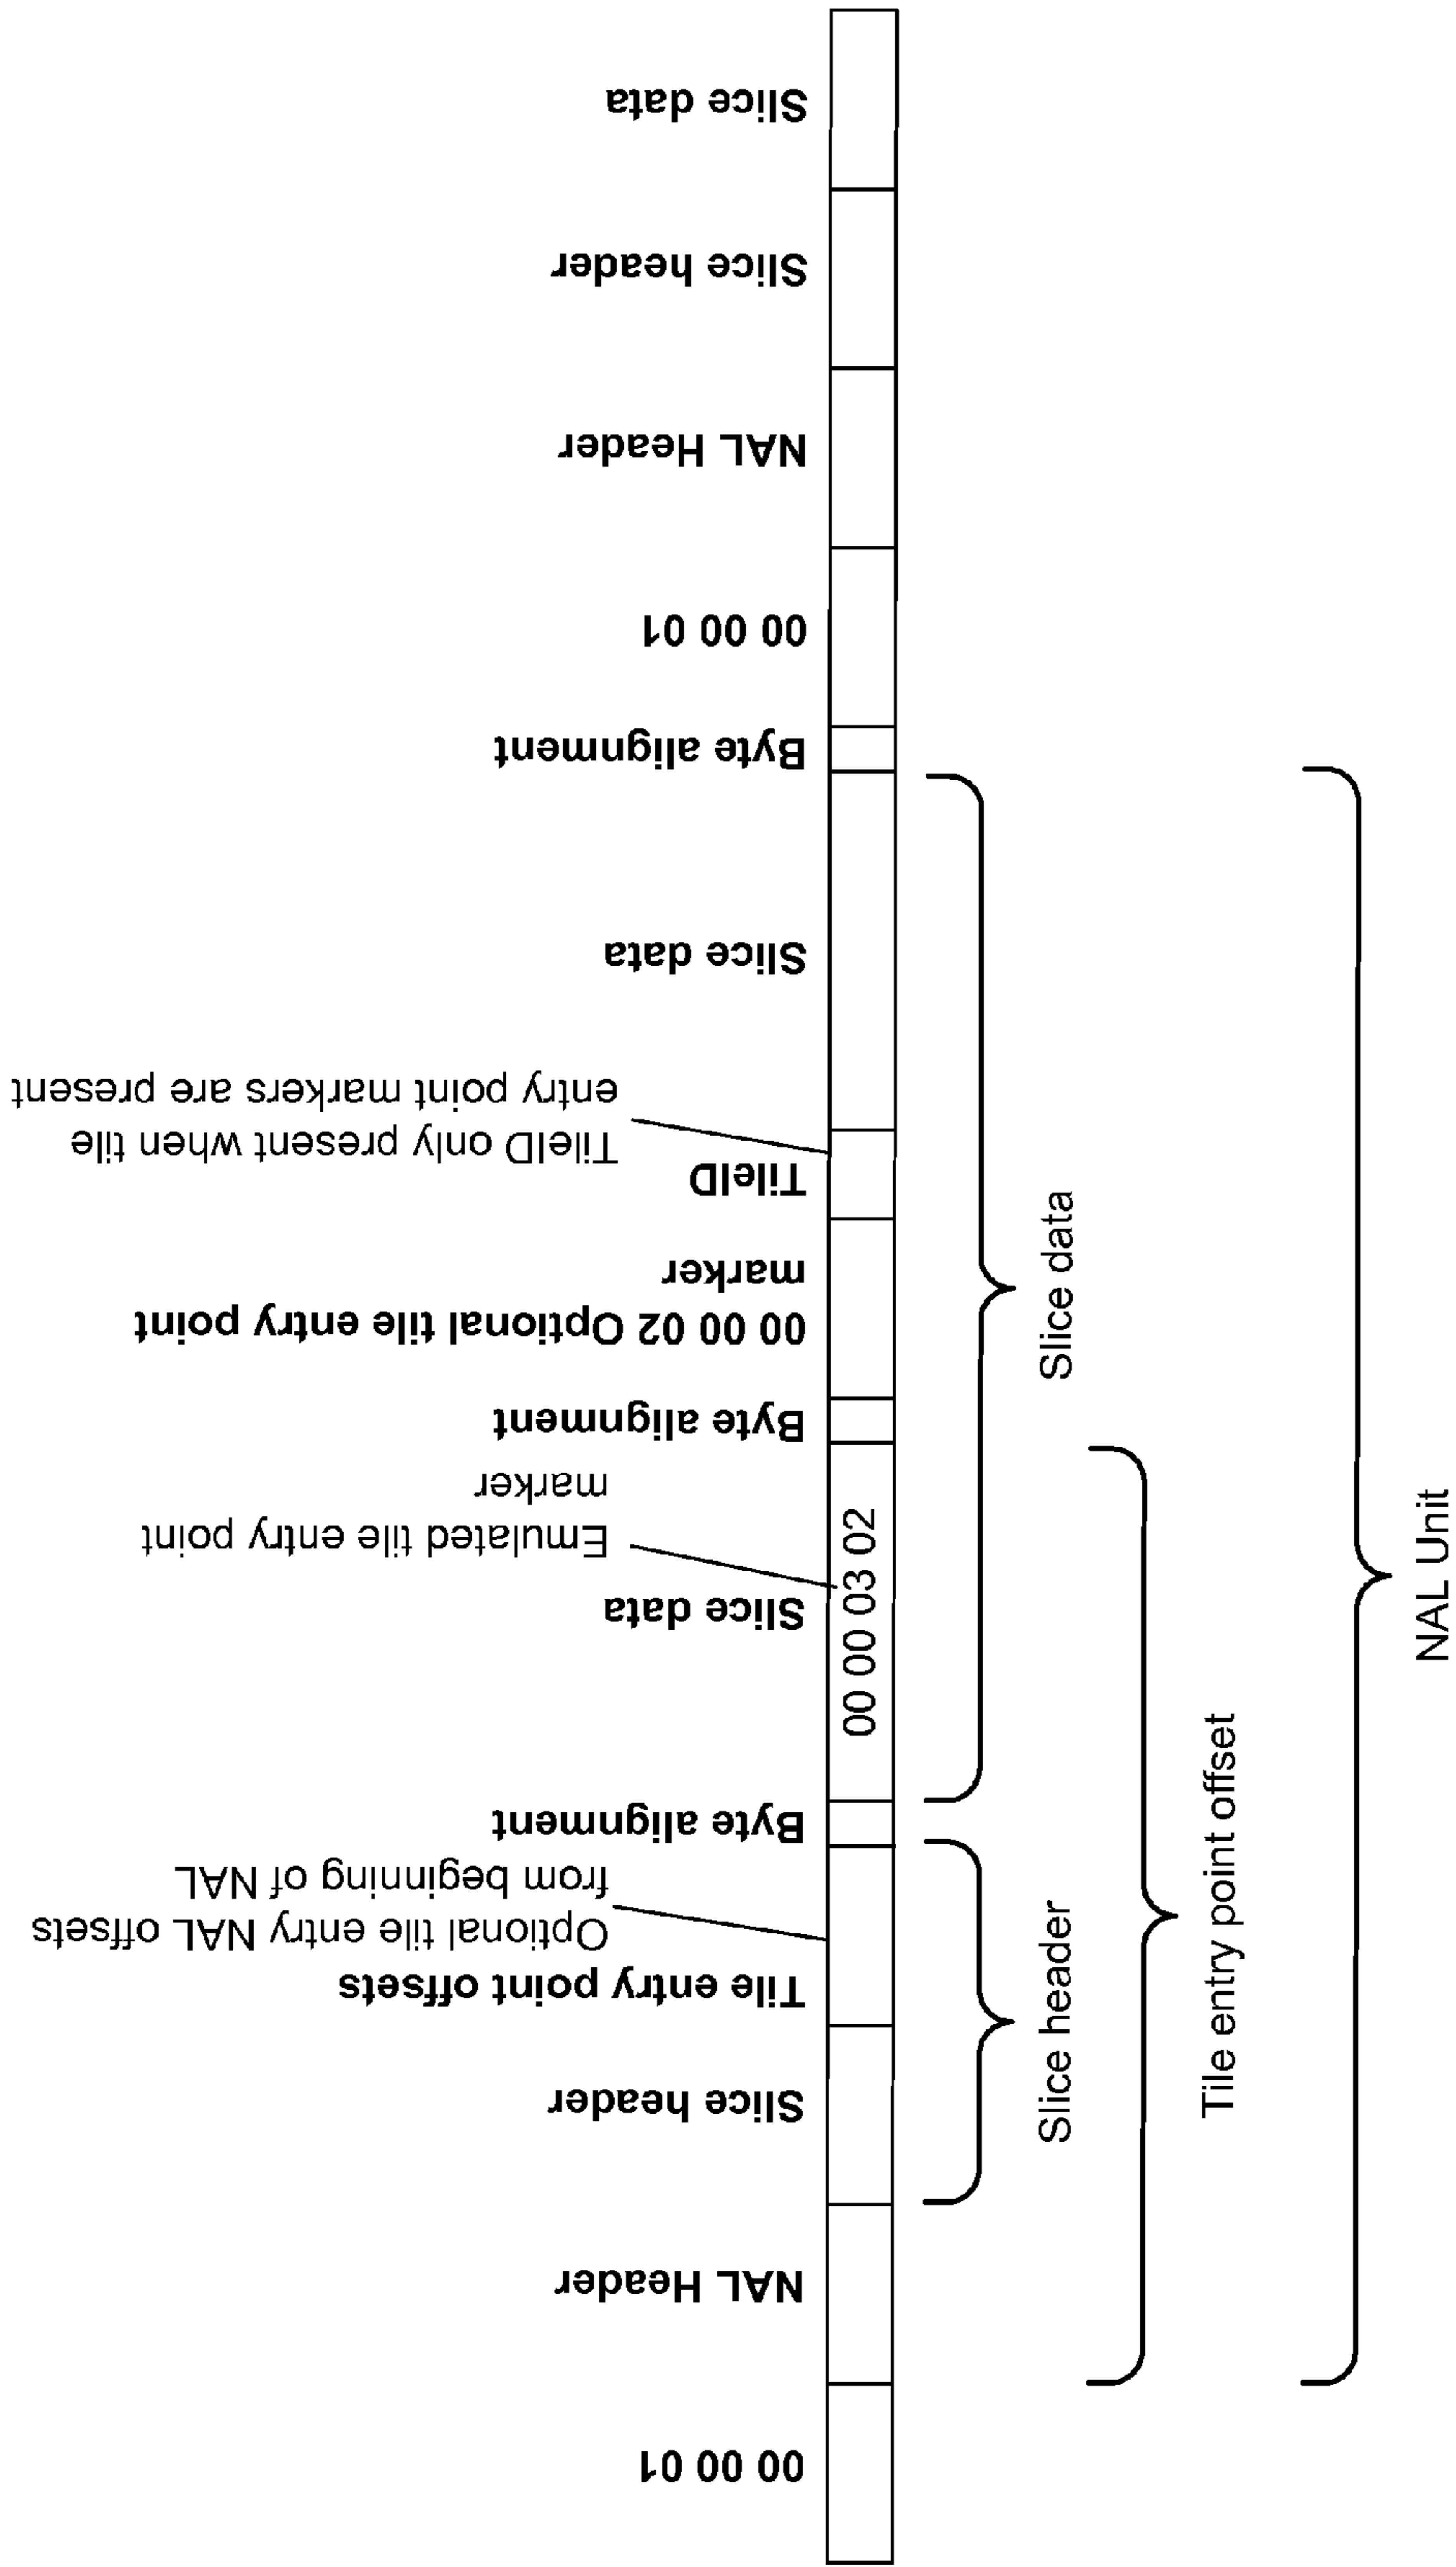 00 00 01
NAL Header
Slice header
Tile entry point offsets
Optional tile entry NAL offsets
from beginning of NAL
Byte alignment
Slice data
00 00 03 02
Emulated tile entry point
marker
Byte alignment
00 00 02 Optional tile entry point
marker
TileID
TileID only present when tile
entry point markers are present
Slice data
Byte alignment
00 00 01
NAL Header
Slice header
Slice data
Slice header
Slice data
Tile entry point offset
NAL Unit